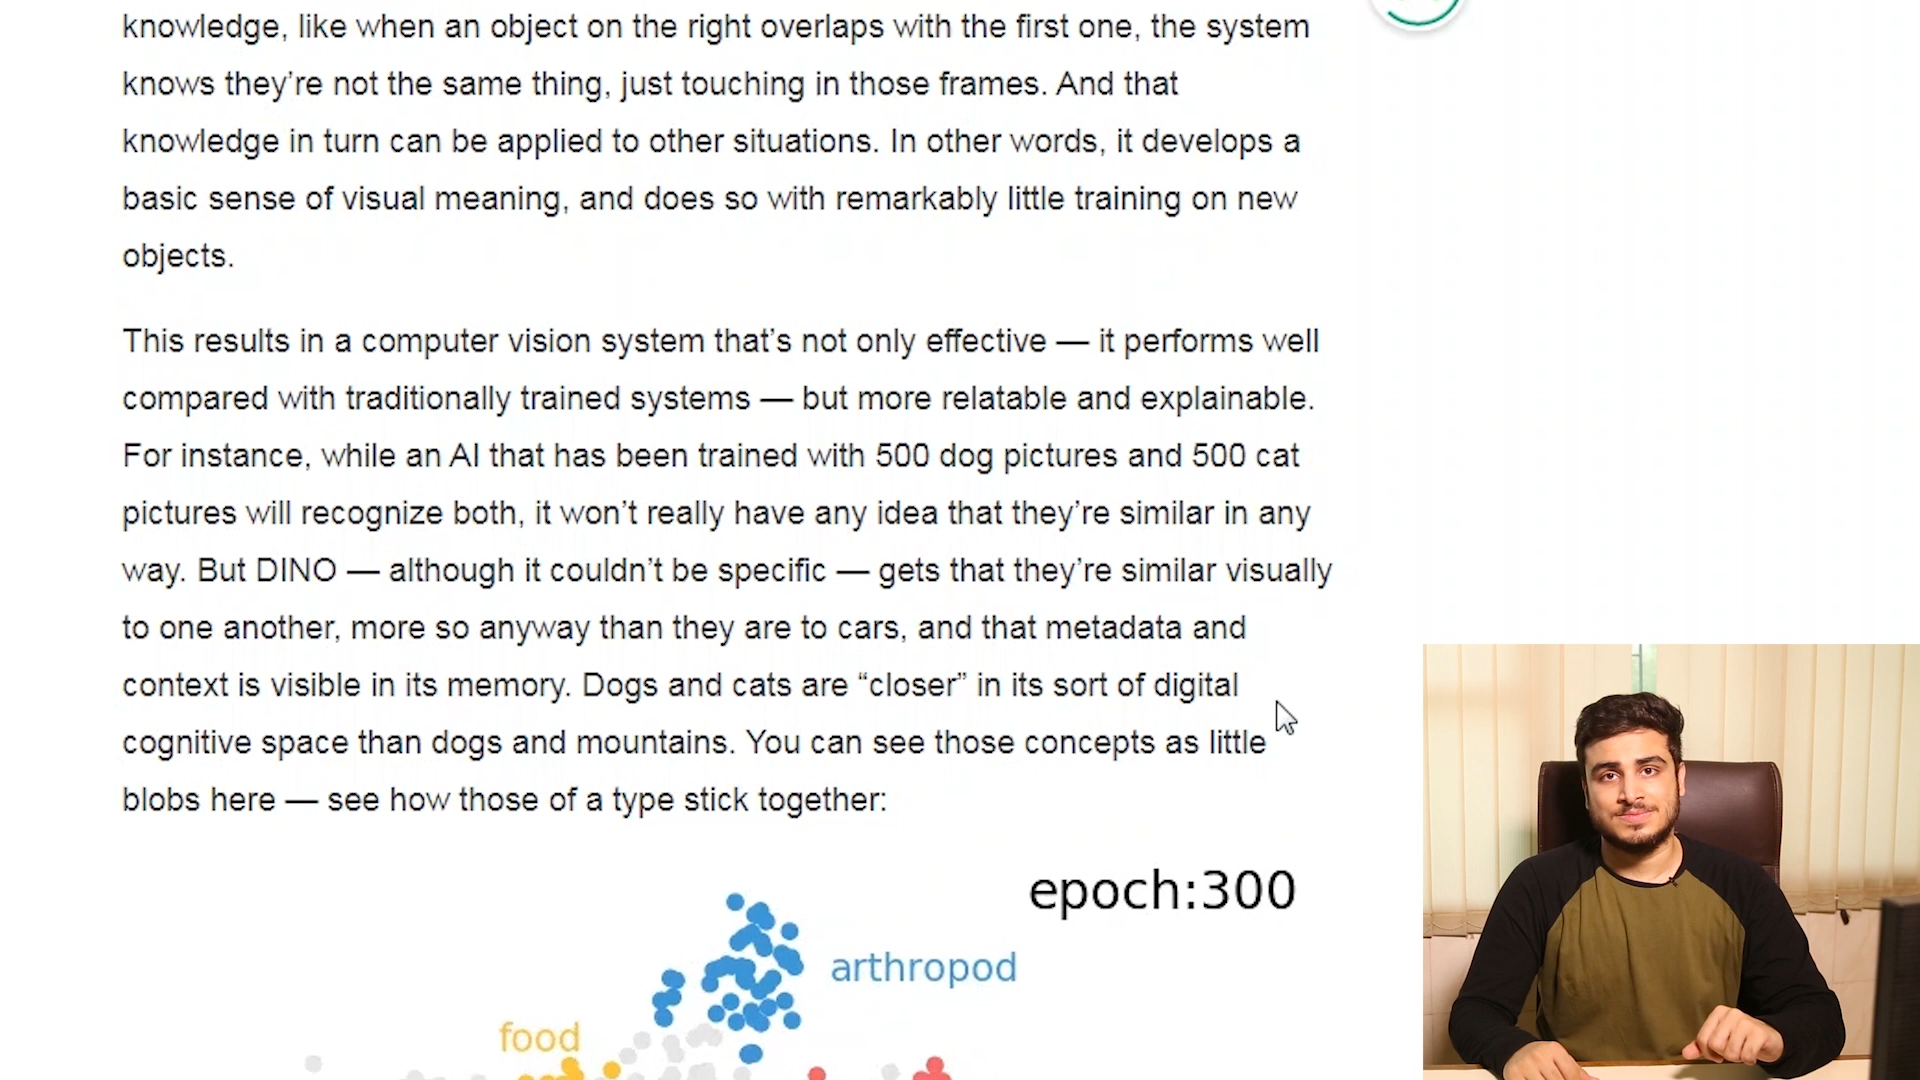 knowledge, like when an object on the right overlaps with the first one, the system
knows they’re not the same thing, just touching in those frames. And that
knowledge in turn can be applied to other situations. In other words, it develops a
basic sense of visual meaning, and does so with remarkably little training on new
objects.
This results in a computer vision system that’s not only effective — it performs well
compared with traditionally trained systems — but more relatable and explainable.
For instance, while an AI that has been trained with 500 dog pictures and 500 cat
pictures will recognize both, it won’t really have any idea that they’re similar in any
way. But DINO — although it couldn’t be specific — gets that they’re similar visually
to one another, more so anyway than they are to cars, and that metadata and
context is visible in its memory. Dogs and cats are “closer” in its sort of digital
cognitive space than dogs and mountains. You can see those concepts as little
blobs here — see how those of a type stick together:
epoch:300
arthropod
food